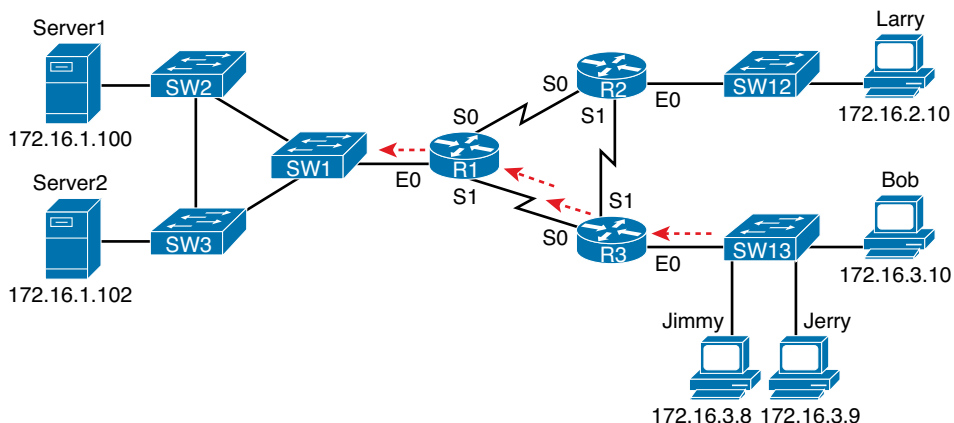 Server1
SW2
172.16.1.100
Server2
SW3
172.16.1.102
SW1
E0
R1
S0
S1
S0
R2
S1
E0
SW12
Larry
172.16.2.10
S1
S0
R3
E0
SW13
Bob
172.16.3.10
Jimmy
Jerry
172.16.3.8
172.16.3.9